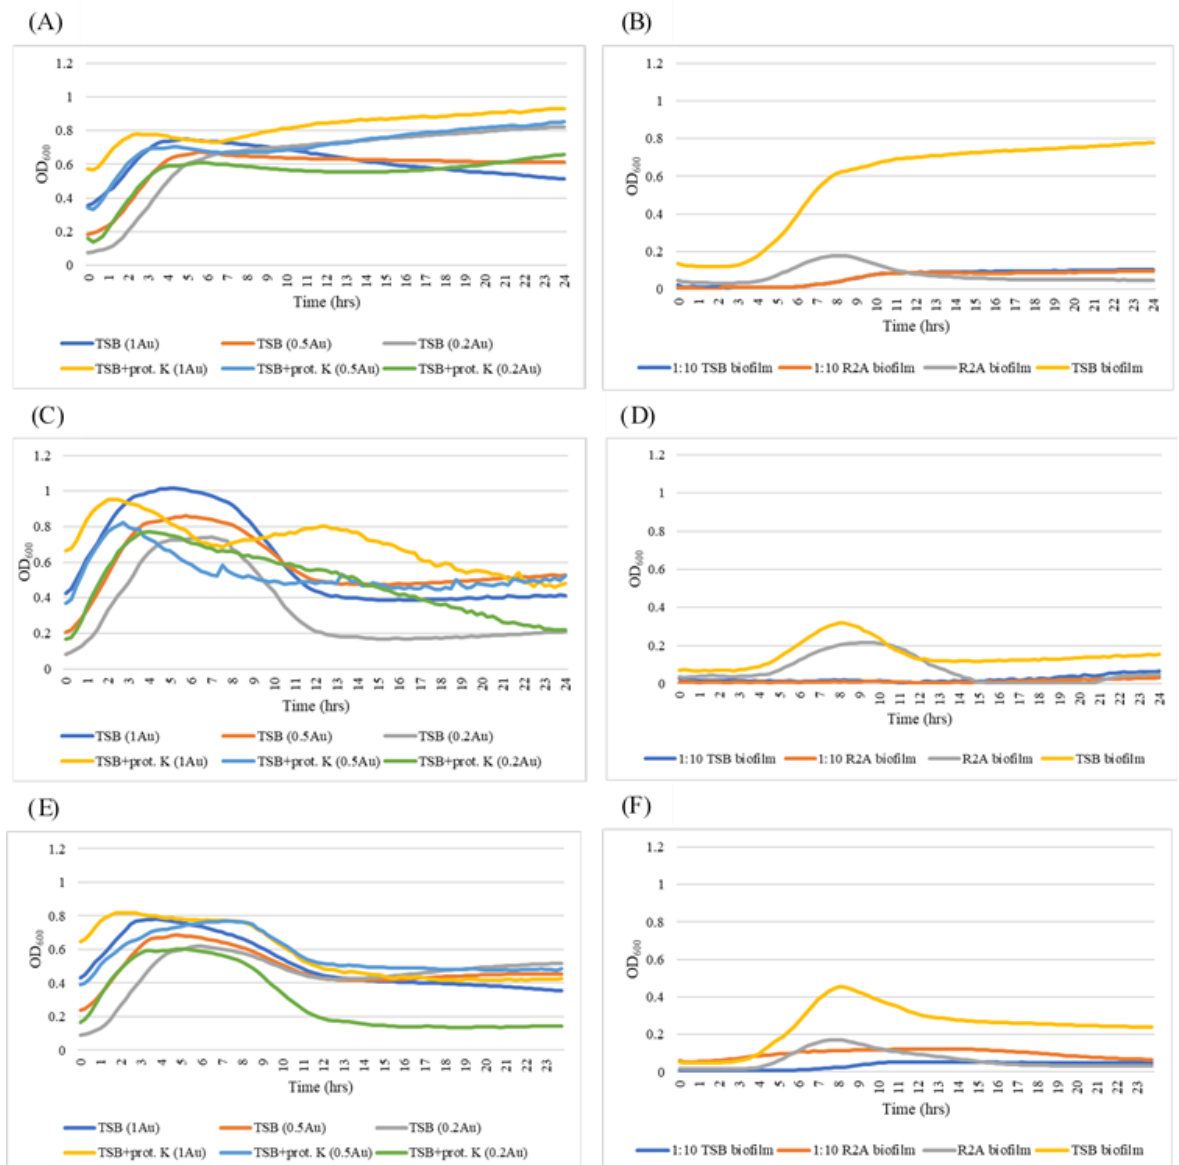 (A)
1.2
1
0.8
0.6
0.4
0.2
0
OD600
0 1 2 3 4 5 6 7 8 9 10 11 12 13 14 15 16 17 18 19 20 21 22 23 24
Time (hrs)
TSB (1Au) TSB (0.5Au) TSB (0.2Au)
TSB+prot. K (1Au) TSB+prot. K (0.5Au) TSB+prot. K (0.2Au)
(B)
1.2
1
0.8
0.6
0.4
0.2
0
OD600
0 1 2 3 4 5 6 7 8 9 10 11 12 13 14 15 16 17 18 19 20 21 22 23 24
Time (hrs)
1:10 TSB biofilm 1:10 R2A biofilm R2A biofilm TSB biofilm
(C)
1.2
1
0.8
0.6
0.4
0.2
0
OD600
0 1 2 3 4 5 6 7 8 9 10 11 12 13 14 15 16 17 18 19 20 21 22 23 24
Time (hrs)
TSB (1Au) TSB (0.5Au) TSB (0.2Au)
TSB+prot. K (1Au) TSB+prot. K (0.5Au) TSB+prot. K (0.2Au)
(D)
1.2
1
0.8
0.6
0.4
0.2
0
OD600
0 1 2 3 4 5 6 7 8 9 10 11 12 13 14 15 16 17 18 19 20 21 22 23 24
Time (hrs)
1:10 TSB biofilm 1:10 R2A biofilm R2A biofilm TSB biofilm
(E)
1.2
1
0.8
0.6
0.4
0.2
0
OD600
0 1 2 3 4 5 6 7 8 9 10 11 12 13 14 15 16 17 18 19 20 21 22 23
Time (hrs)
TSB (1Au) TSB (0.5Au) TSB (0.2Au)
TSB+prot. K (1Au) TSB+prot. K (0.5Au) TSB+prot. K (0.2Au)
(F)
1.2
1
0.8
0.6
0.4
0.2
0
OD600
0 1 2 3 4 5 6 7 8 9 10 11 12 13 14 15 16 17 18 19 20 21 22 23
Time (hrs)
1:10 TSB biofilm 1:10 R2A biofilm R2A biofilm TSB biofilm